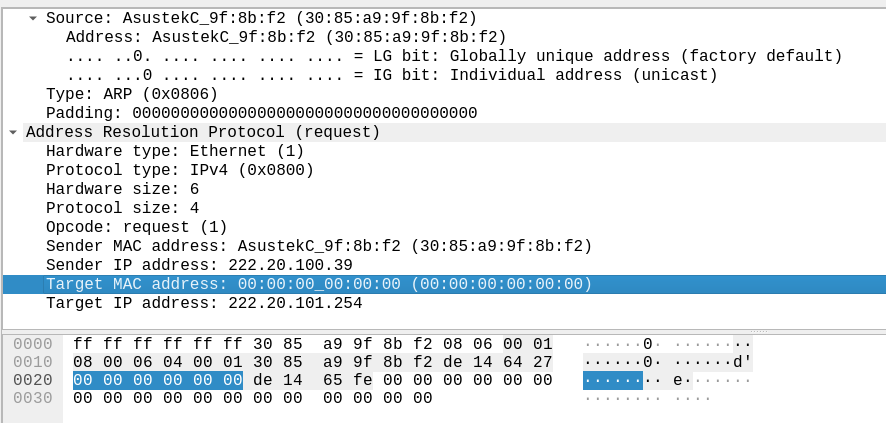 Source: AsustekC_9f:8b:f2 (30:85:a9:9f:8b:f2)
Address: AsustekC_9f:8b:f2 (30:85:a9:9f:8b:f2)
.... ..0. .... .... .... .... = LG bit: Globally unique address (factory default)
.... ...0 .... .... .... .... = IG bit: Individual address (unicast)
Type: ARP (0x0806)
Padding: 000000000000000000000000000000000000
Address Resolution Protocol (request)
Hardware type: Ethernet (1)
Protocol type: IPv4 (0x0800)
Hardware size: 6
Protocol size: 4
Opcode: request (1)
Sender MAC address: AsustekC_9f:8b:f2 (30:85:a9:9f:8b:f2)
Sender IP address: 222.20.100.39
Target MAC address: 00:00:00_00:00:00 (00:00:00:00:00:00)
Target IP address: 222.20.101.254
0000 ff ff ff ff ff ff 30 85 a9 9f 8b f2 08 06 00 01 ······0· ········
0010 08 00 06 04 00 01 30 85 a9 9f 8b f2 de 14 64 27 ······0· ······d'
0020 00 00 00 00 00 00 de 14 65 fe 00 00 00 00 00 00 ········ e·······
0030 00 00 00 00 00 00 00 00 00 00 00 00 ········ ····